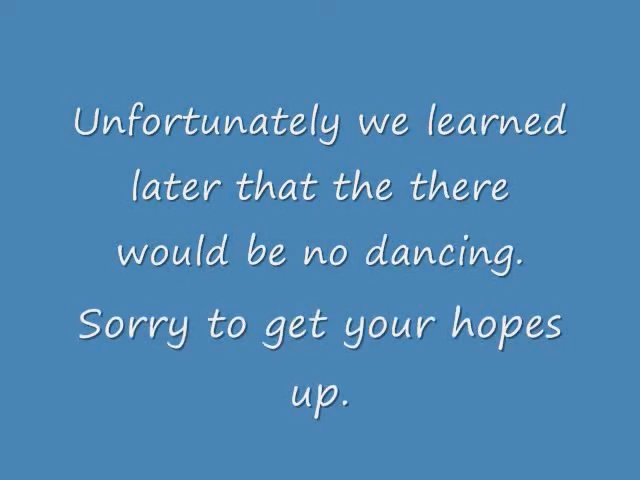 Unfortunately we learned
later that the there
would be no dancing.
Sorry to get your hopes
up.